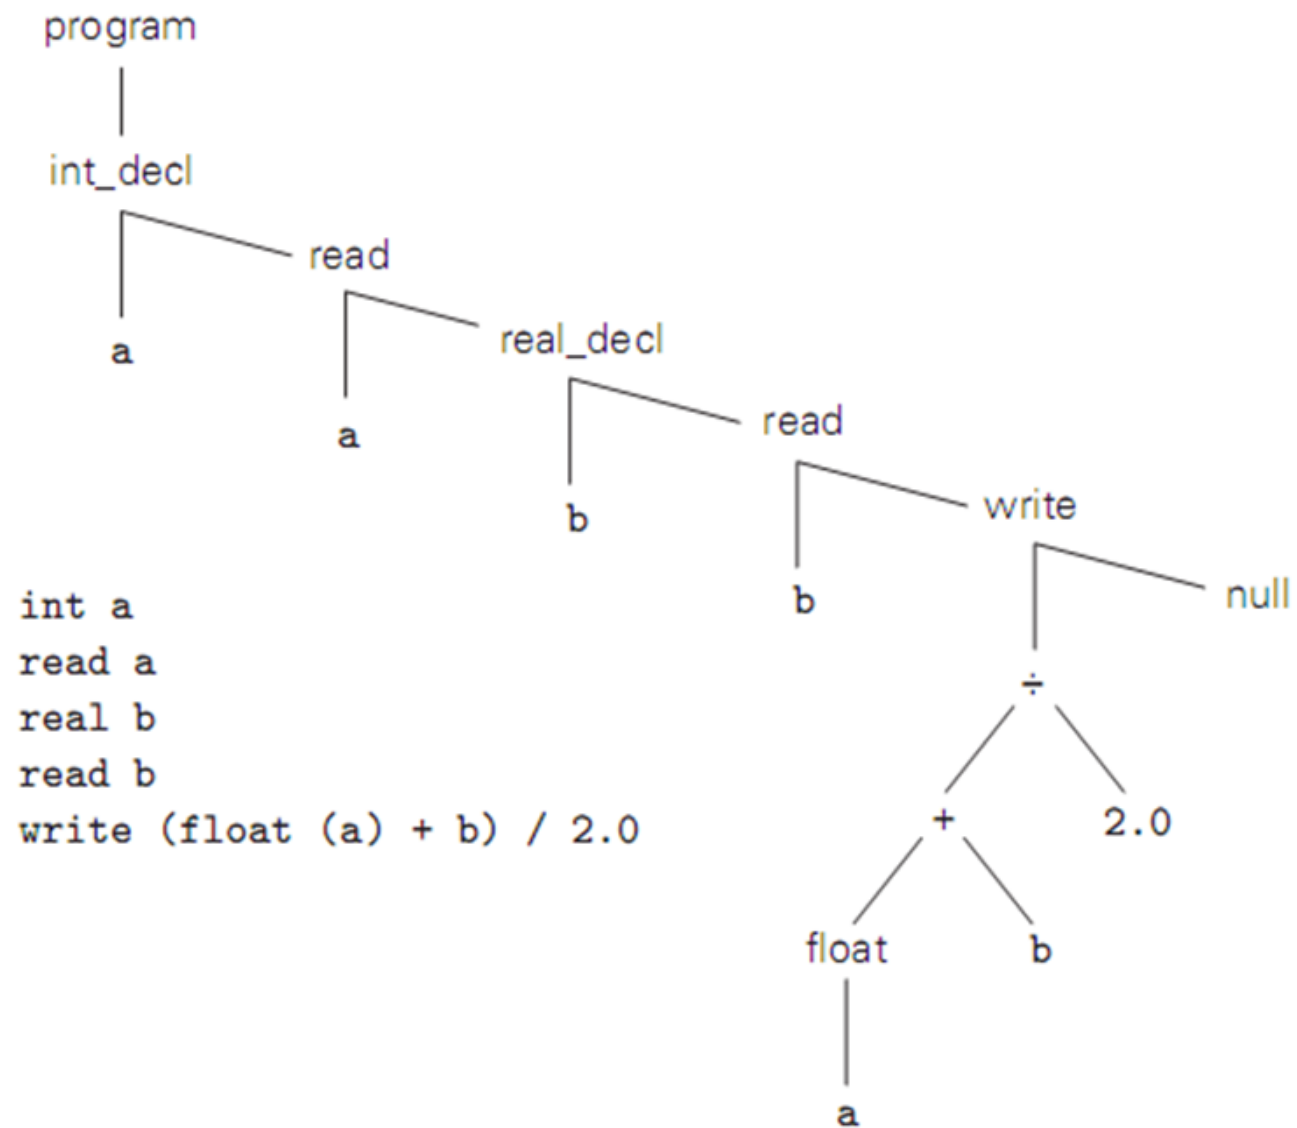 program
int_decl
read
a
real_decl
a
read
b
write
b
null
÷
+ 2.0
float b
a
int a
read a
real b
read b
write (float (a) + b) / 2.0